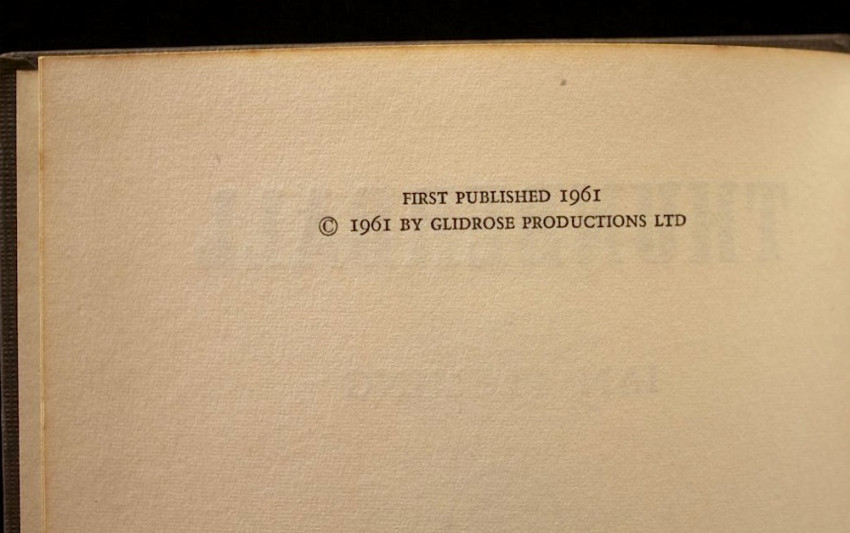 FIRST PUBLISHED 1961
© 1961 BY GLIDROSE PRODUCTIONS LTD